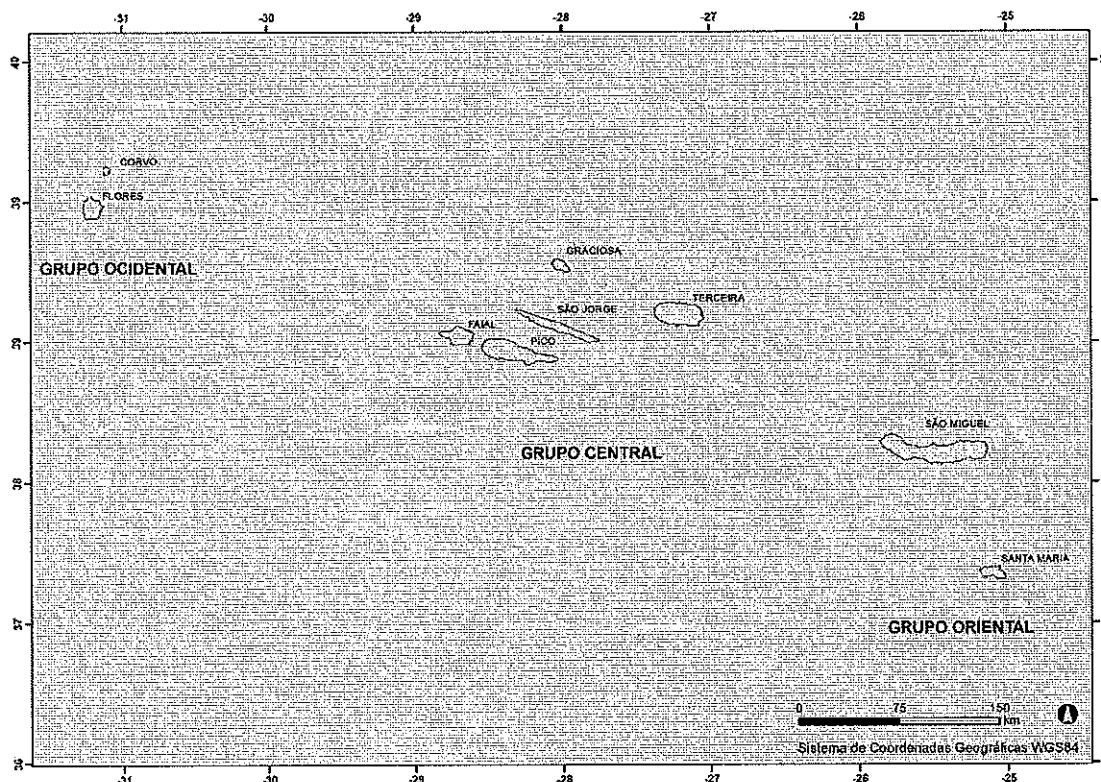 -31 -30 -29 -28 -27 -26 -25
40
CORVO
39
FLORES
GRACIOSA
GRUPO OCIDENTAL
TERCEIRA
SÃO JORGE
FAIAL
39
PICO
SÃO MIGUEL
GRUPO CENTRAL
38
SANTA MARIA
37
GRUPO ORIENTAL
0 75 150
km
Sistema de Coordenadas Geográficas WGS84
36
-31 -30 -29 -28 -27 -26 -25